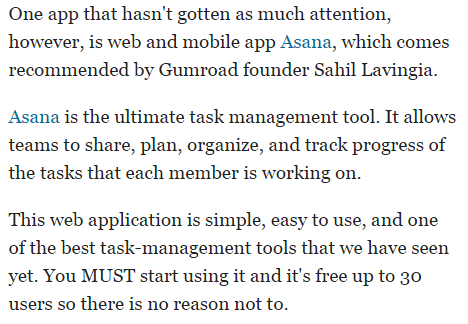 One app that hasn't gotten as much attention,
however, is web and mobile app Asana, which comes
recommended by Gumroad founder Sahil Lavingia.
Asana is the ultimate task management tool. It allows
teams to share, plan, organize, and track progress of
the tasks that each member is working on.
This web application is simple, easy to use, and one
of the best task-management tools that we have seen
yet. You MUST start using it and it's free up to 30
users so there is no reason not to.